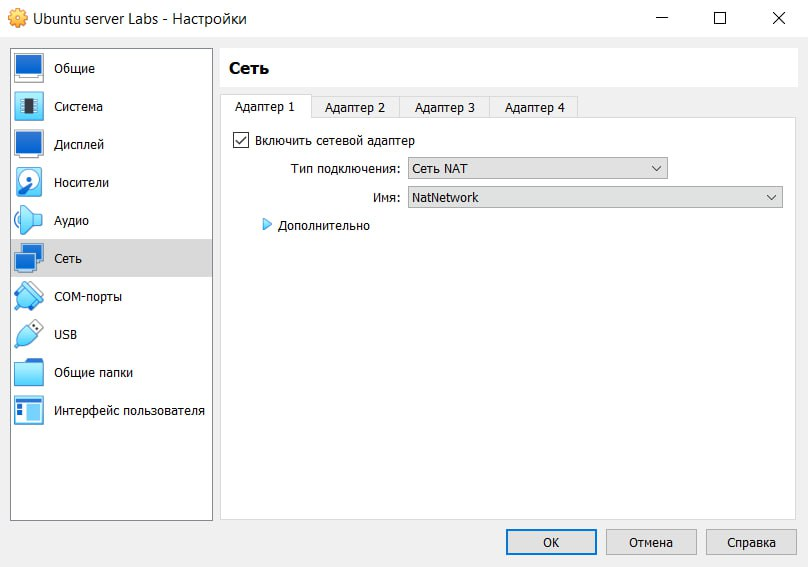 Ubuntu server Labs - Настройки
Общие
Система
Дисплей
Носители
Аудио
Сеть
COM-порты
USB
Общие папки
Интерфейс пользователя
Сеть
Адаптер 1 Адаптер 2 Адаптер 3 Адаптер 4
Включить сетевой адаптер
Тип подключения: Сеть NAT
Имя: NatNetwork
Дополнительно
OK Отмена Справка